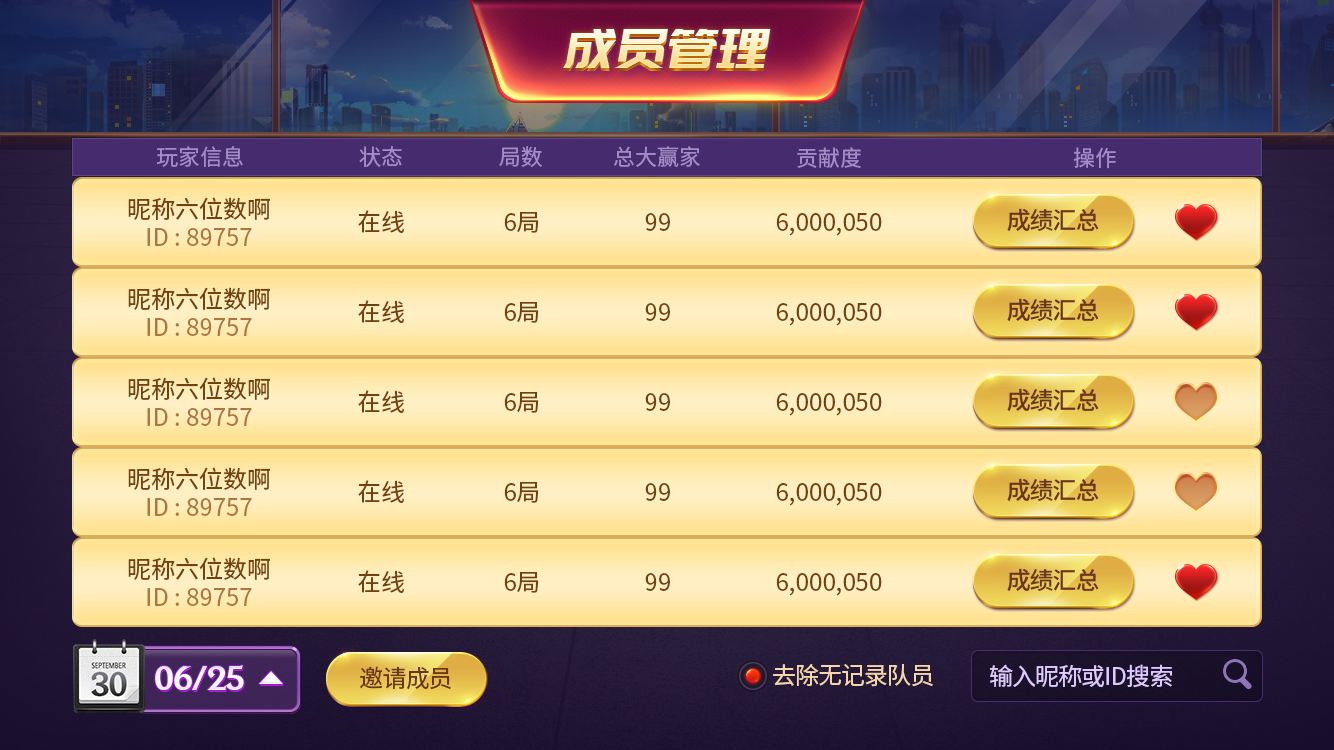 成员管理
玩家信息 状态 局数 总大赢家 贡献度 操作
昵称六位数啊
ID : 89757
在线 6局 99 6,000,050 成绩汇总
昵称六位数啊
ID : 89757
在线 6局 99 6,000,050 成绩汇总
昵称六位数啊
ID : 89757
在线 6局 99 6,000,050 成绩汇总
昵称六位数啊
ID : 89757
在线 6局 99 6,000,050 成绩汇总
昵称六位数啊
ID : 89757
在线 6局 99 6,000,050 成绩汇总
SEPTEMBER
30
06/25
邀请成员
去除无记录队员
输入昵称或ID搜索